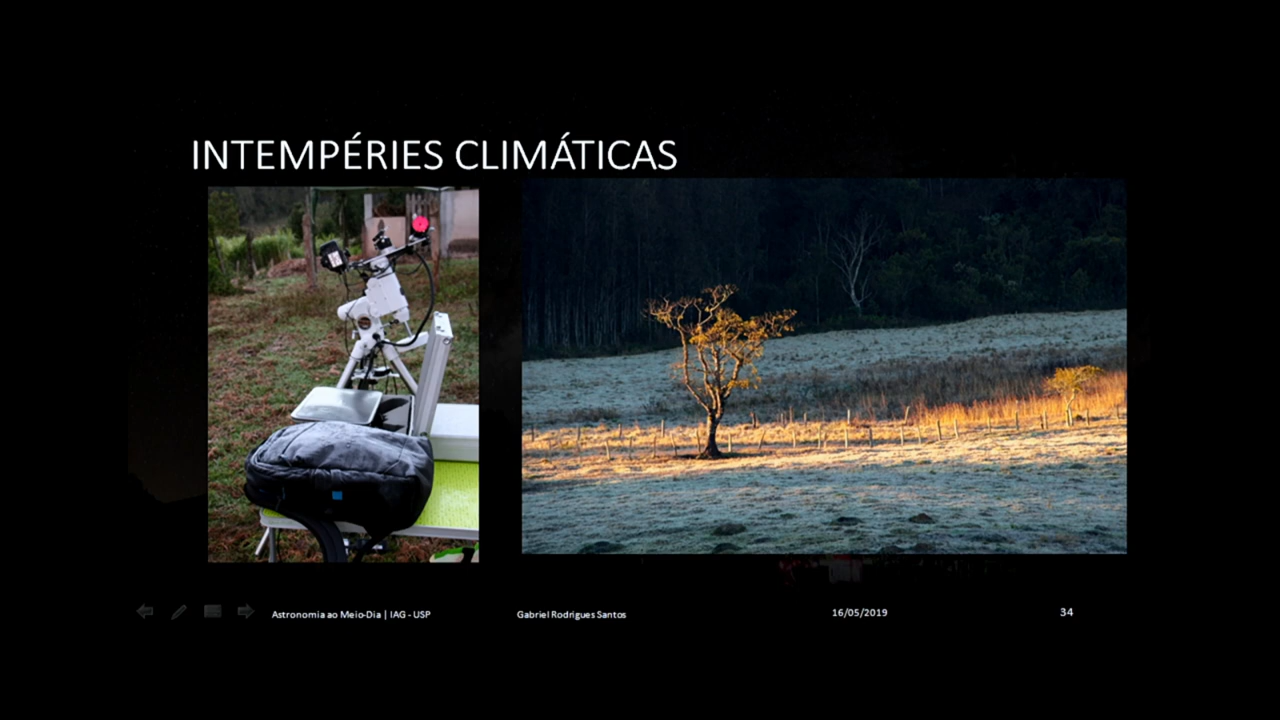 INTEMPÉRIES CLIMÁTICAS
Astronomia ao Meio-Dia | IAG - USP
Gabriel Rodrigues Santos
16/05/2019
34